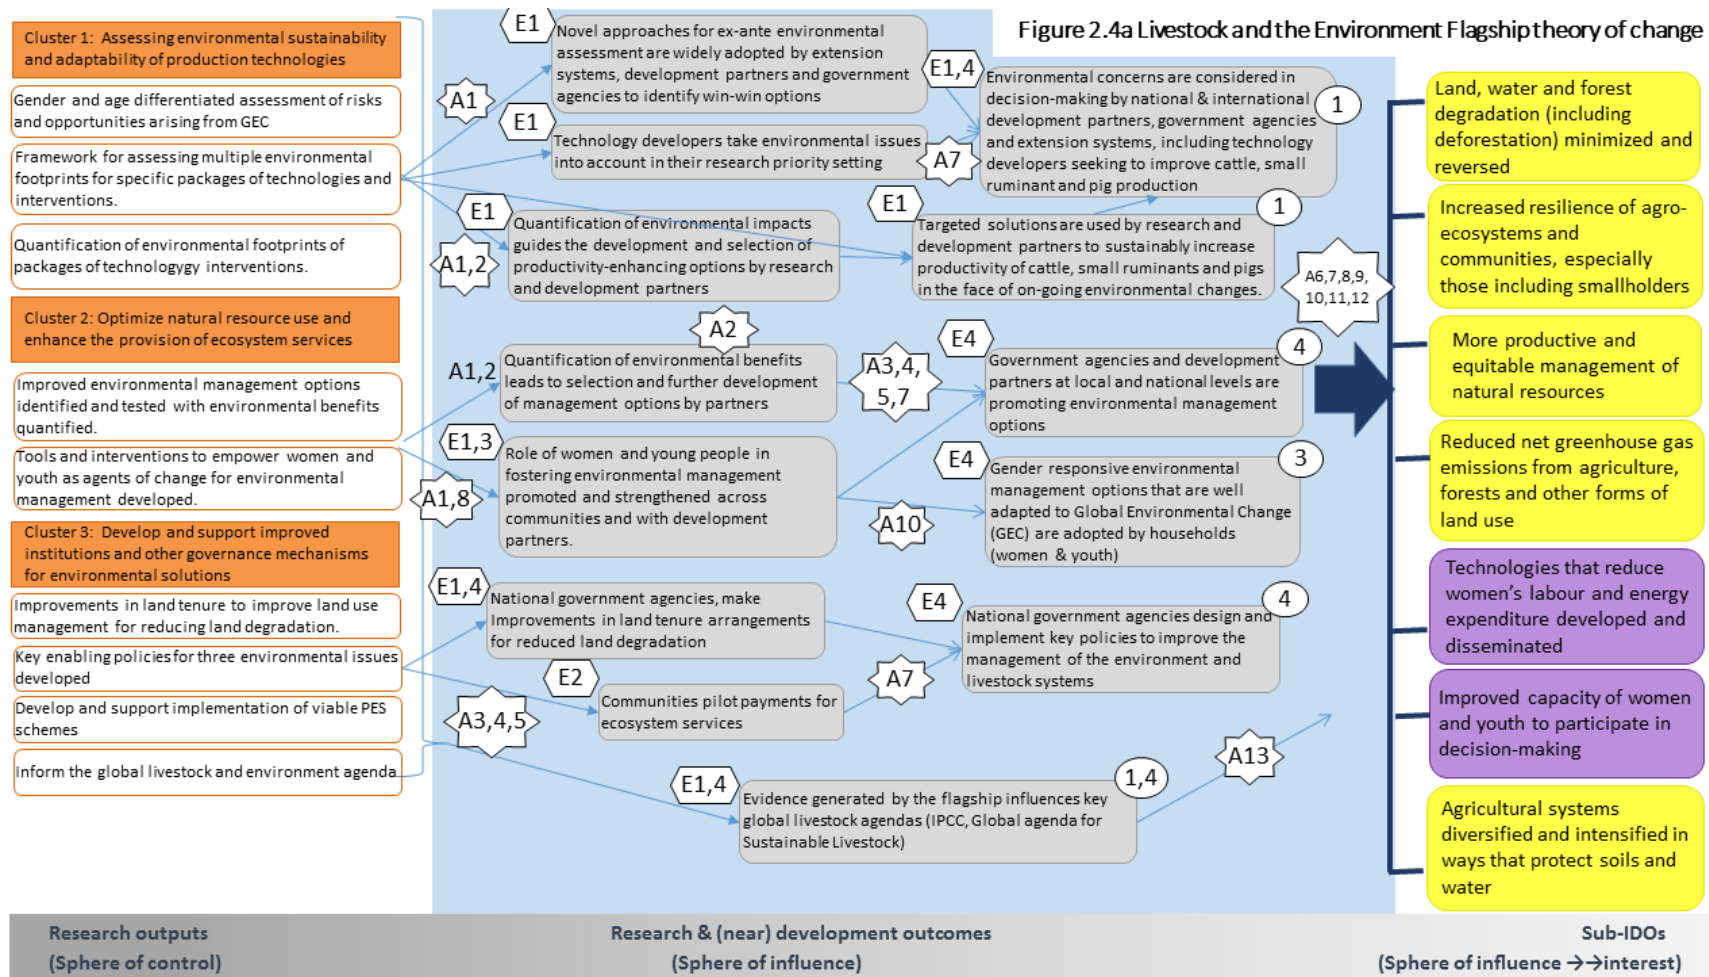 Figure 2.4a Livestock and the Environment Flagship theory of change
Cluster 1: Assessing environmental sustainability
and adaptability of production technologies
Gender and age differentiated assessment of risks
and opportunities arising from GEC
Framework for assessing multiple environmental
footprints for specific packages of technologies and
interventions.
Quantification of environmental footprints of
packages of technologygy interventions.
Cluster 2: Optimize natural resource use and
enhance the provision of ecosystem services
Improved environmental management options
identified and tested with environmental benefits
quantified.
Tools and interventions to empower women and
youth as agents of change for environmental
management developed.
Cluster 3: Develop and support improved
institutions and other governance mechanisms
for environmental solutions
Improvements in land tenure to improve land use
management for reducing land degradation.
Key enabling policies for three environmental issues
developed
Develop and support implementation of viable PES
schemes
Inform the global livestock and environment agenda
A1
A1,2
A1,2
A1,8
A3,4,5
E1
Novel approaches for ex-ante environmental
assessment are widely adopted by extension
systems, development partners and government
agencies to identify win-win options
E1
Technology developers take environmental issues
into account in their research priority setting
E1
Quantification of environmental impacts
guides the development and selection of
productivity-enhancing options by research
and development partners
A2
Quantification of environmental benefits
leads to selection and further development
of management options by partners
E1,3
Role of women and young people in
fostering environmental management
promoted and strengthened across
communities and with development
partners.
E1,4
National government agencies, make
Improvements in land tenure arrangements
for reduced land degradation
E2
Communities pilot payments for
ecosystem services
E1,4
1,4
Evidence generated by the flagship influences key
global livestock agendas (IPCC, Global agenda for
Sustainable Livestock)
A7
A3,4,
5,7
A10
A7
A13
E1,4
1
Environmental concerns are considered in
decision-making by national & international
development partners, government agencies
and extension systems, including technology
developers seeking to improve cattle, small
ruminant and pig production
E1
1
Targeted solutions are used by research and
development partners to sustainably increase
productivity of cattle, small ruminants and pigs
in the face of on-going environmental changes.
E4
4
Government agencies and development
partners at local and national levels are
promoting environmental management
options
E4
3
Gender responsive environmental
management options that are well
adapted to Global Environmental Change
(GEC) are adopted by households
(women & youth)
E4
4
National government agencies design and
implement key policies to improve the
management of the environment and
livestock systems
A6,7,8,9,
10,11,12
Land, water and forest
degradation (including
deforestation) minimized and
reversed
Increased resilience of agro-
ecosystems and
communities, especially
those including smallholders
More productive and
equitable management of
natural resources
Reduced net greenhouse gas
emissions from agriculture,
forests and other forms of
land use
Technologies that reduce
women's labour and energy
expenditure developed and
disseminated
Improved capacity of women
and youth to participate in
decision-making
Agricultural systems
diversified and intensified in
ways that protect soils and
water
Research outputs
(Sphere of control)
Research & (near) development outcomes
(Sphere of influence)
Sub-IDOs
(Sphere of influence →→interest)